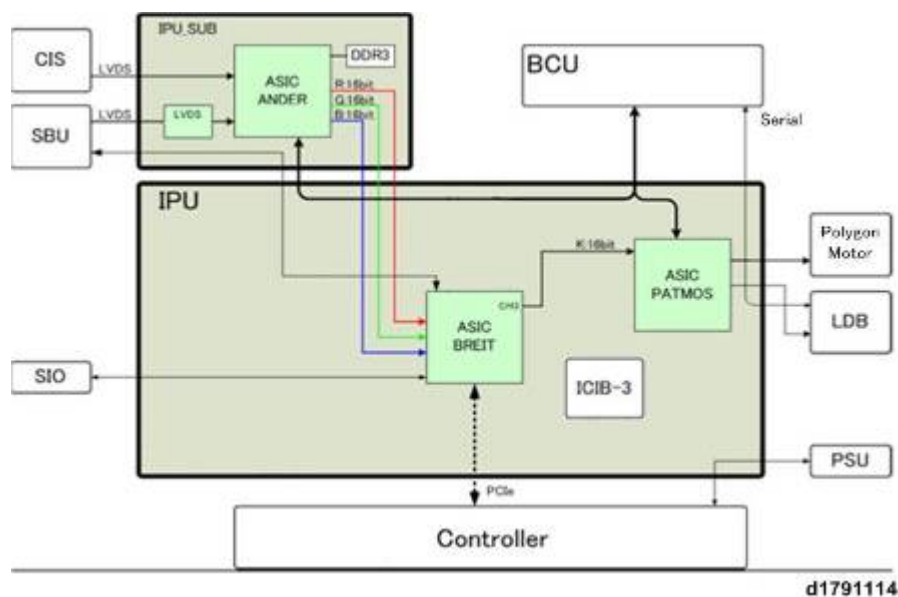 IPU_SUB
CIS
LVDS
ASIC
ANDER
DDR3
R:16bit
G:16bit
B:16bit
SBU
LVDS
LVDS
BCU
Serial
IPU
K:16bit
ASIC
PATMOS
Polygon
Motor
CH3
ASIC
BREIT
LDB
SIO
ICIB-3
PSU
PCIe
Controller
d1791114